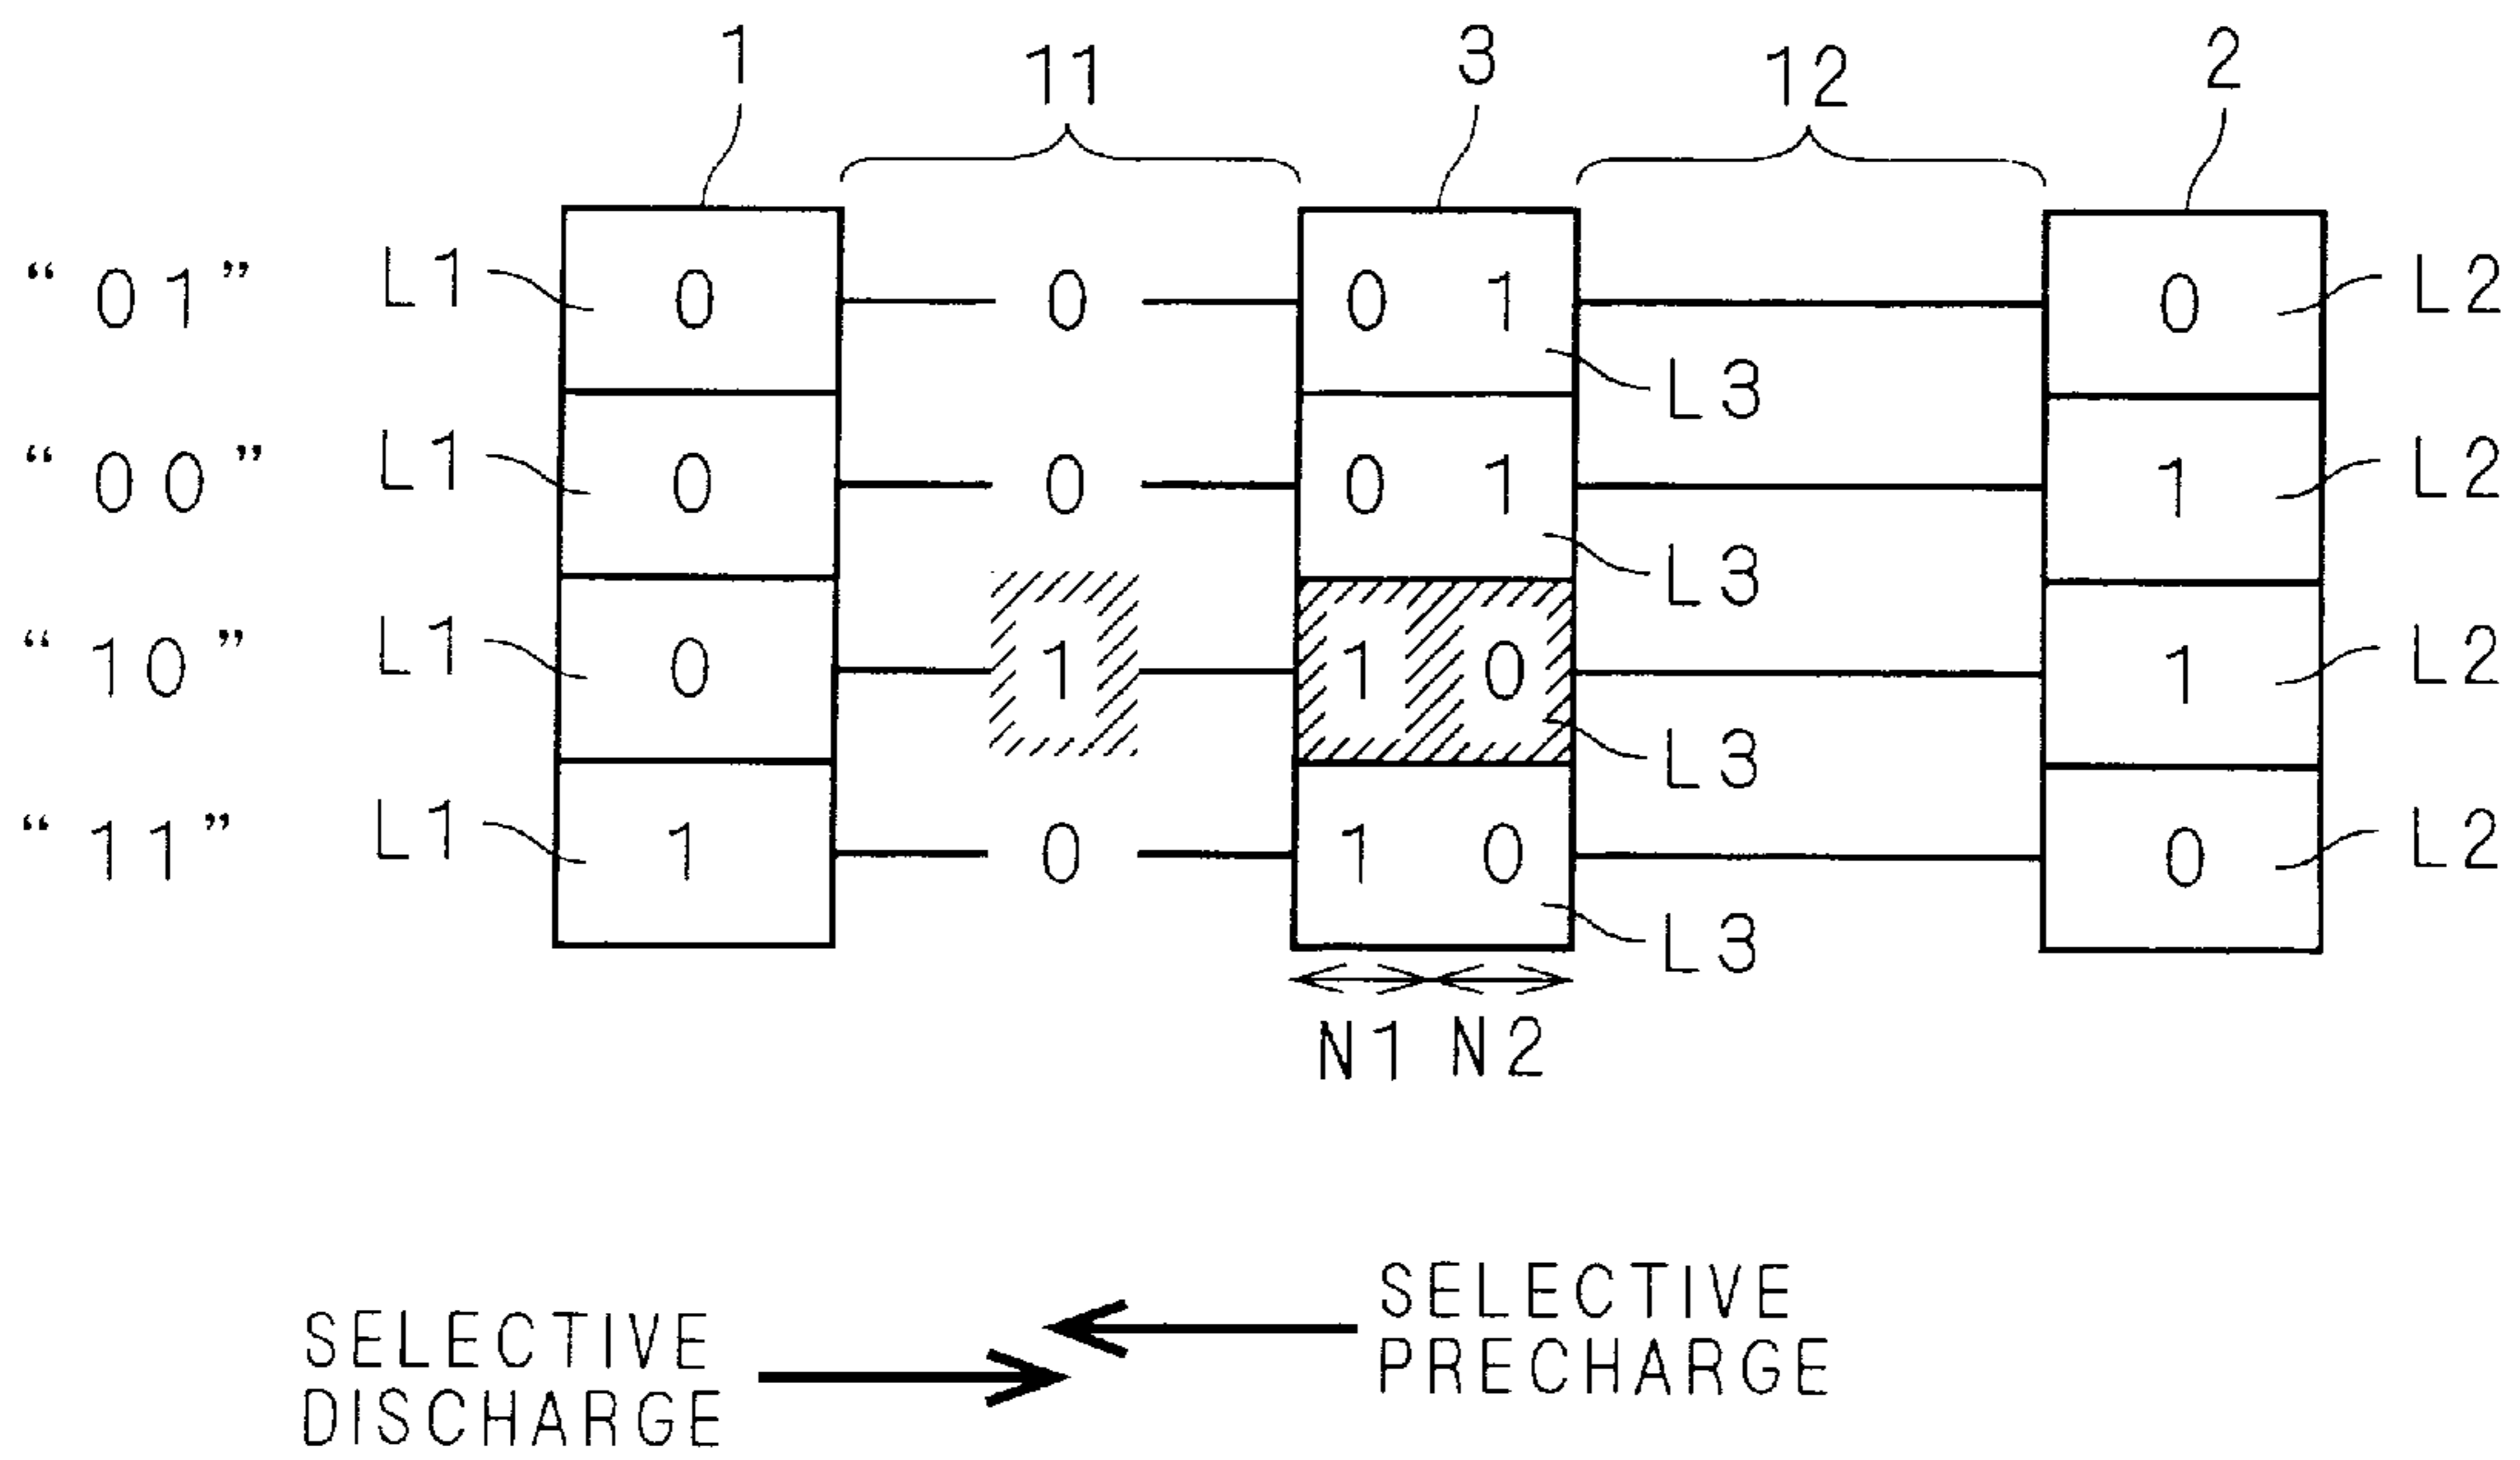 1 11 3 12 2
“01” L1 0 0 0 1 0 L2
L3
“00” L1 0 0 0 1 1 L2
L3
“10” L1 0 1 1 0 1 L2
L3
“11” L1 1 0 1 0 0 L2
L3
N1 N2
SELECTIVE
DISCHARGE
SELECTIVE
PRECHARGE